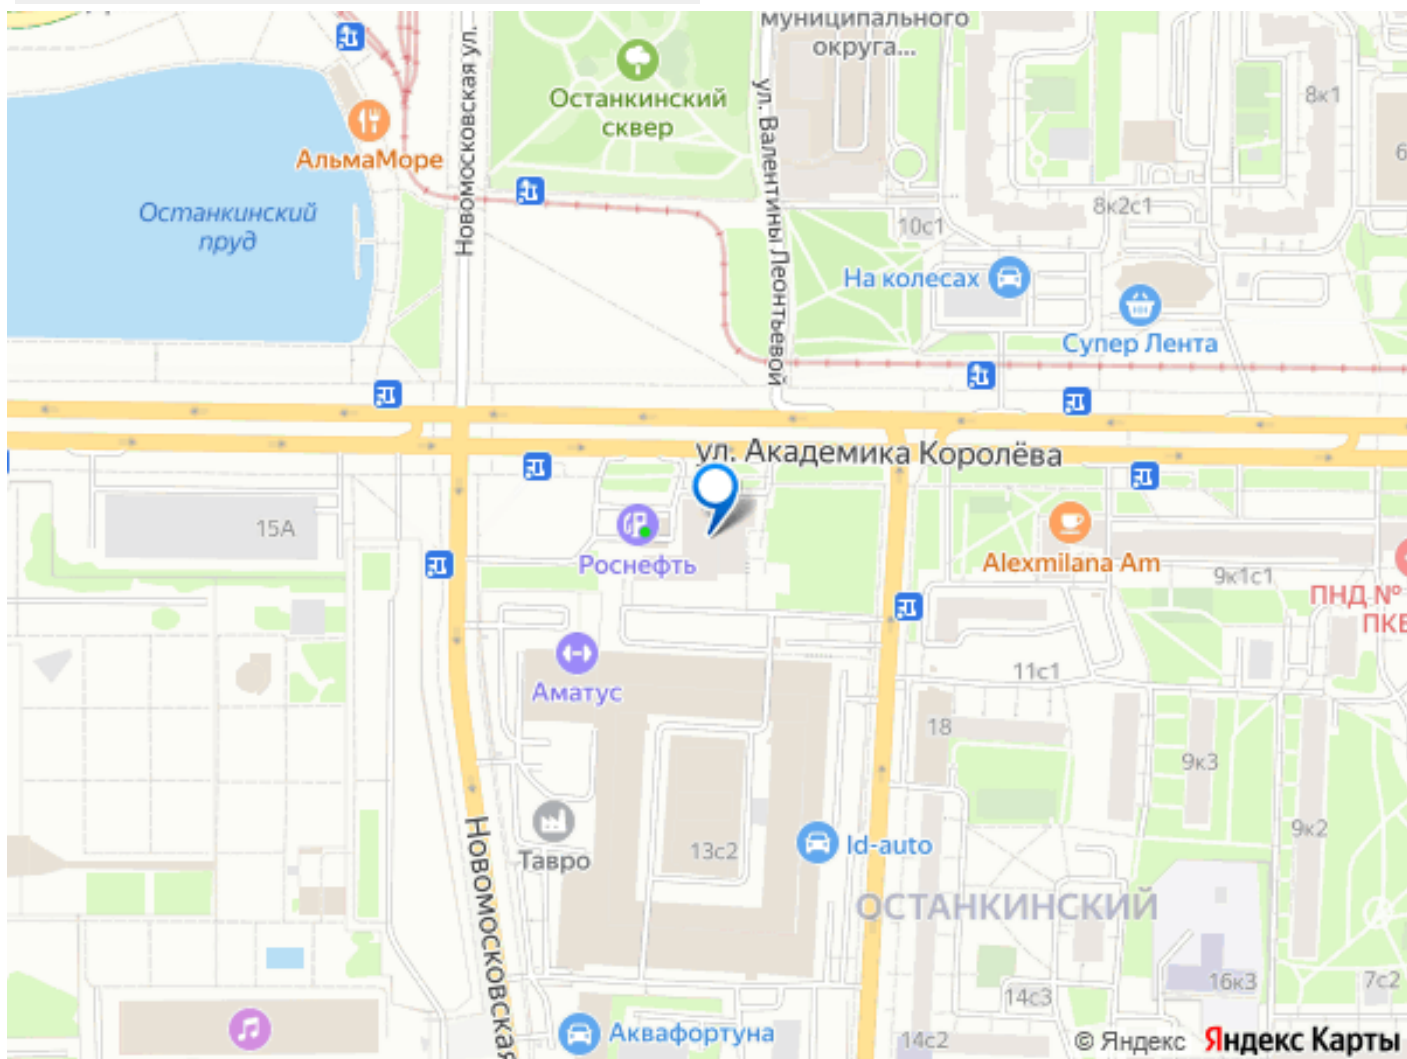 муниципального
округа...
Новомосковская ул.
Останкинский
сквер
ул. Валентины Леонтьевой
8к1
АльмаМоре
Останкинский
пруд
10с1
8к2с1
На колесах
Супер Лента
ул. Академика Королёва
15А
Роснефть
Alexmilana Am
9к1с1
ПНД №
Аматус
11с1
18
9к3
9к2
Тавро
13с2
Id-auto
Новомосковская
ОСТАНКИНСКИЙ
16к3
7с2
14с3
Аквафортуна
14с2
© Яндекс Яндекс Карты